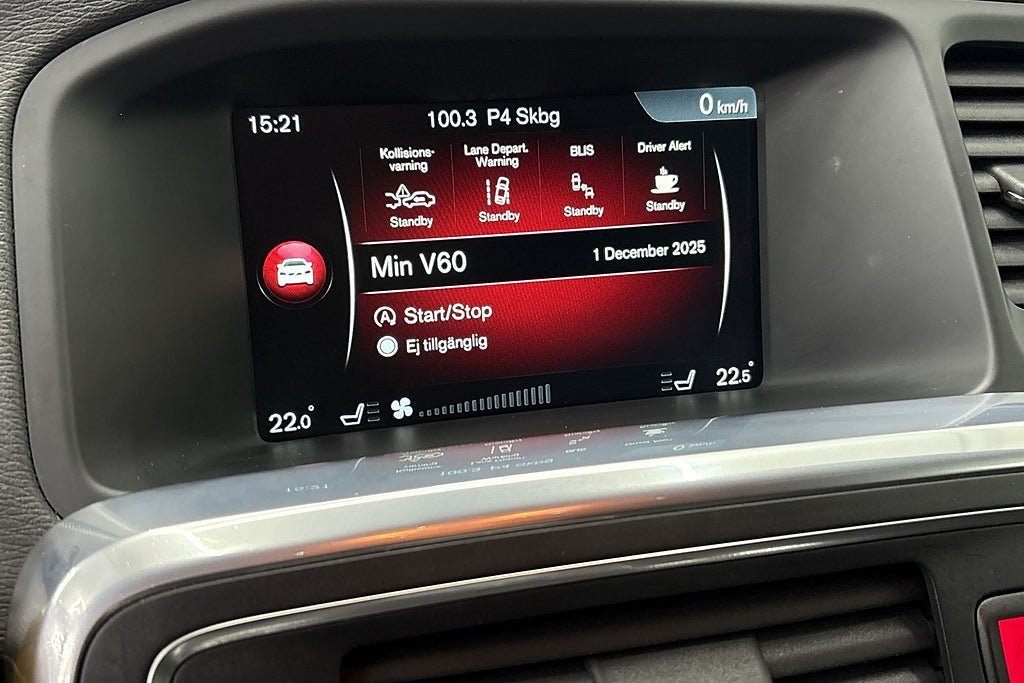 15:21
100.3 P4 Skbg
0 km/h
Kollisions-
varning
Standby
Lane Depart.
Warning
Standby
BLIS
Standby
Driver Alert
Standby
Min V60
1 December 2025
A Start/Stop
Ej tillgänglig
22.0°
22.5°